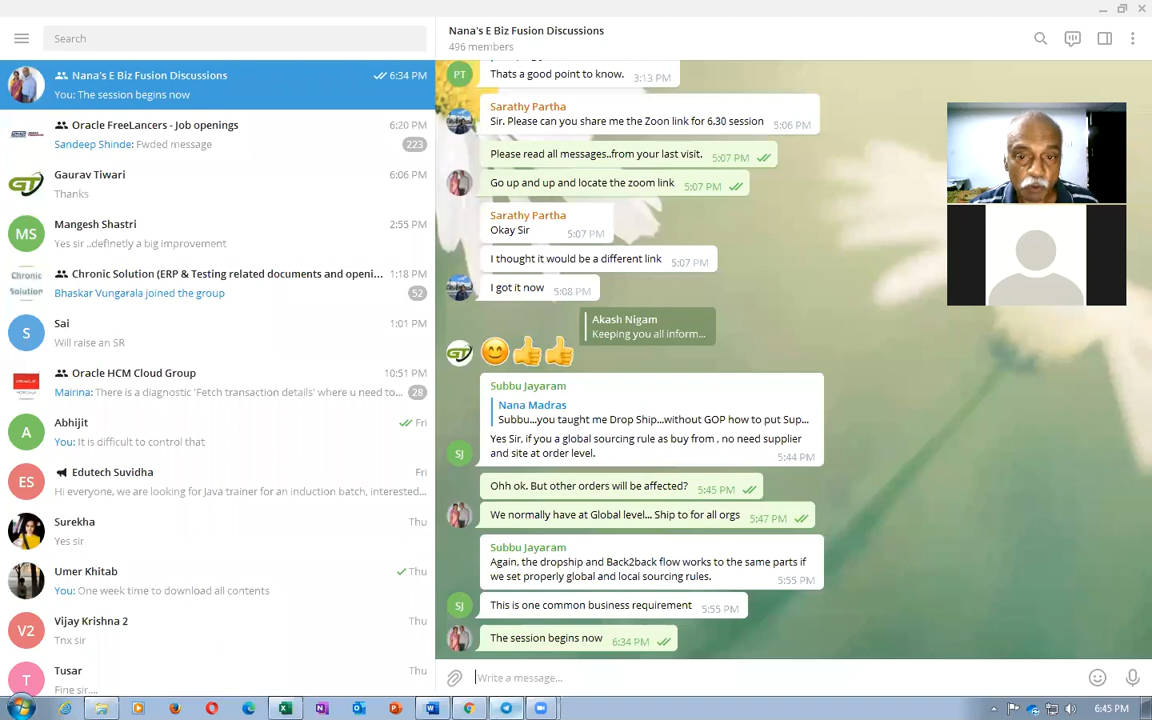 Search
Nana's E Biz Fusion Discussions
6:34 PM
You: The session begins now
Oracle FreeLancers - Job openings
6:20 PM
Sandeep Shinde: Fwded message
223
Gaurav Tiwari
6:06 PM
Thanks
MS
Mangesh Shastri
2:55 PM
Yes sir ..definetly a big improvement
Chronic Solution
Chronic Solution (ERP & Testing related documents and openi...
1:18 PM
Bhaskar Vungarala joined the group
52
S
Sai
1:01 PM
Will raise an SR
Oracle HCM Cloud Group
10:51 PM
Mairina: There is a diagnostic 'Fetch transaction details' where u need to...
28
A
Abhijit
Fri
You: It is difficult to control that
ES
Edutech Suvidha
Fri
Hi everyone, we are looking for Java trainer for an induction batch, interested...
Surekha
Thu
Yes sir
Umer Khitab
Thu
You: One week time to download all contents
V2
Vijay Krishna 2
Thu
Tnx sir
T
Tusar
Thu
Fine sir....
Nana's E Biz Fusion Discussions
496 members
PT
Thats a good point to know.
3:13 PM
Sarathy Partha
Sir. Please can you share me the Zoon link for 6.30 session
5:06 PM
Please read all messages..from your last visit.
5:07 PM
Go up and up and locate the zoom link
5:07 PM
Sarathy Partha
Okay Sir
5:07 PM
I thought it would be a different link
5:07 PM
I got it now
5:08 PM
Akash Nigam
Keeping you all inform...
GT
Subbu Jayaram
Nana Madras
Subbu...you taught me Drop Ship...without GOP how to put Sup...
Yes Sir, if you a global sourcing rule as buy from , no need supplier
and site at order level.
5:44 PM
SJ
Ohh ok. But other orders will be affected?
5:45 PM
We normally have at Global level... Ship to for all orgs
5:47 PM
Subbu Jayaram
Again, the dropship and Back2back flow works to the same parts if
we set properly global and local sourcing rules.
5:55 PM
SJ
This is one common business requirement
5:55 PM
The session begins now
6:34 PM
Write a message...
6:45 PM